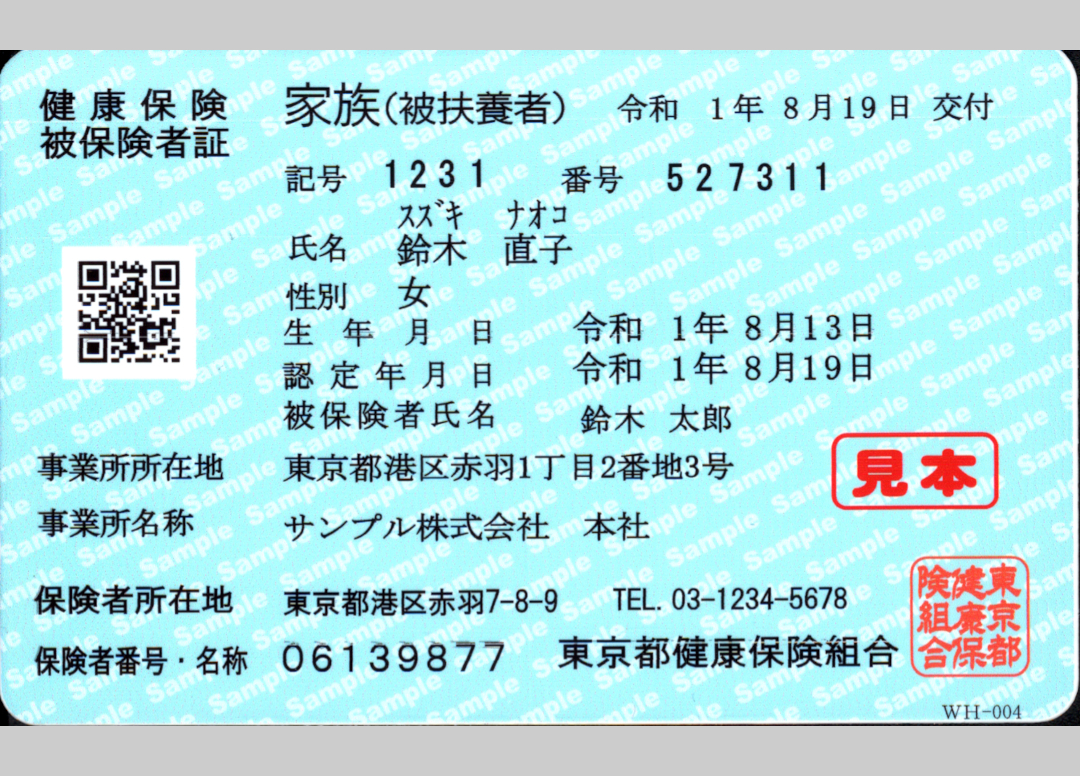 健康保険 家族(被扶養者) 令和 1年 8月19日 交付
被保険者証
記号 1231 番号 527311
ｽｽﾞｷ ﾅｵｺ
氏名 鈴木 直子
性別 女
生年月日 令和 1年 8月13日
認定年月日 令和 1年 8月19日
被保険者氏名 鈴木 太郎
事業所所在地 東京都港区赤羽1丁目2番地3号
見本
事業所名称 サンプル株式会社 本社
保険者所在地 東京都港区赤羽7-8-9 TEL. 03-1234-5678
保険者番号・名称 06139877 東京都健康保険組合
東京都
健康保
険組合
WH-004
Sample